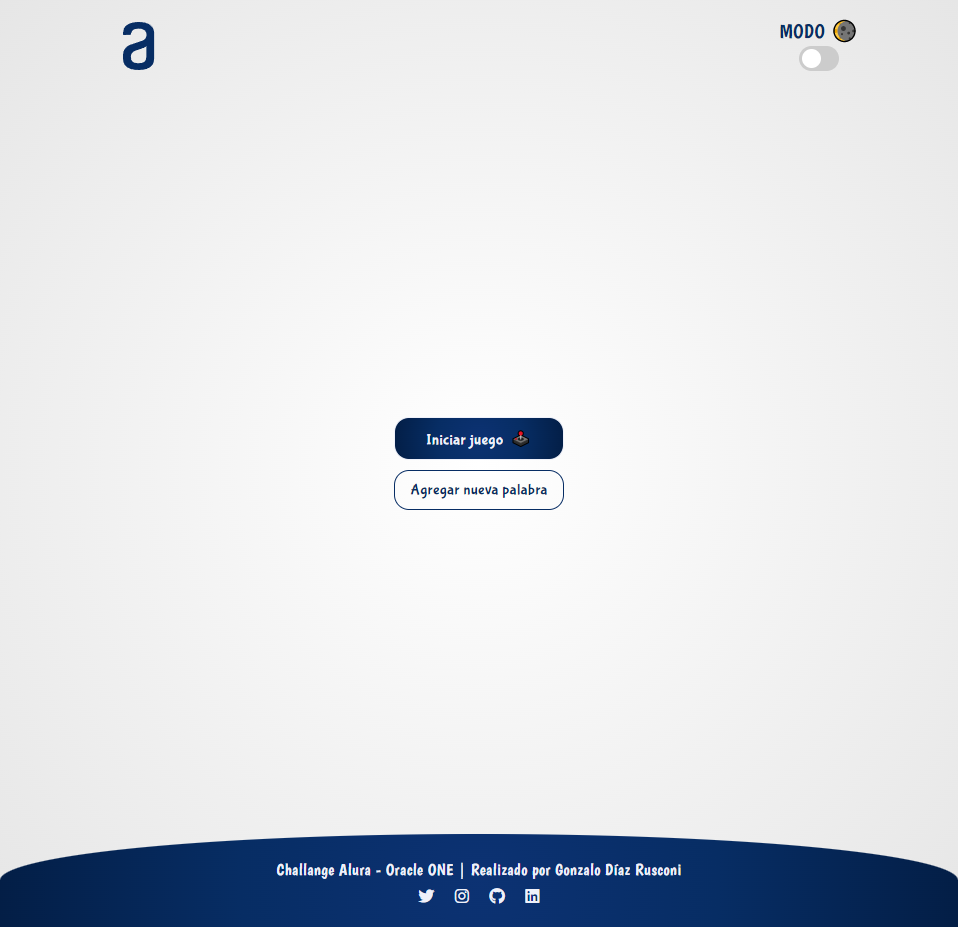 a
MODO
Iniciar juego
Agregar nueva palabra
Challange Alura - Oracle ONE | Realizado por Gonzalo Díaz Rusconi